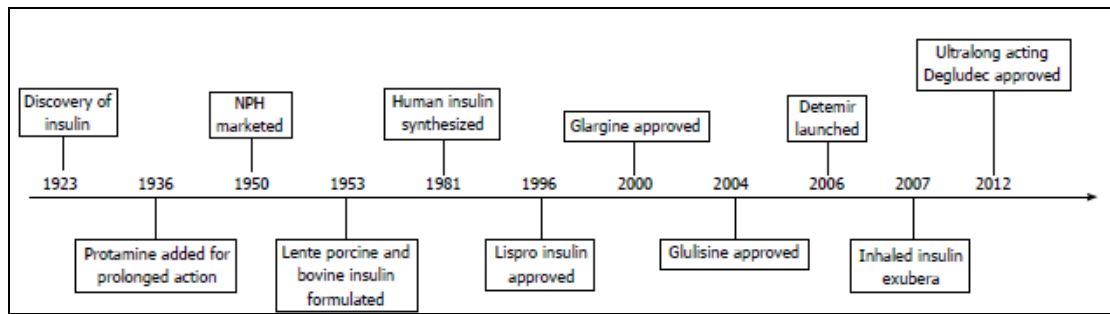 Ultralong acting
Degludec approved
Discovery of
insulin
NPH
marketed
Human insulin
synthesized
Glargine approved
Detemir
launched
1923 1936 1950 1953 1981 1996 2000 2004 2006 2007 2012
Protamine added for
prolonged action
Lente porcine and
bovine insulin
formulated
Lispro insulin
approved
Glulisine approved
Inhaled insulin
exubera